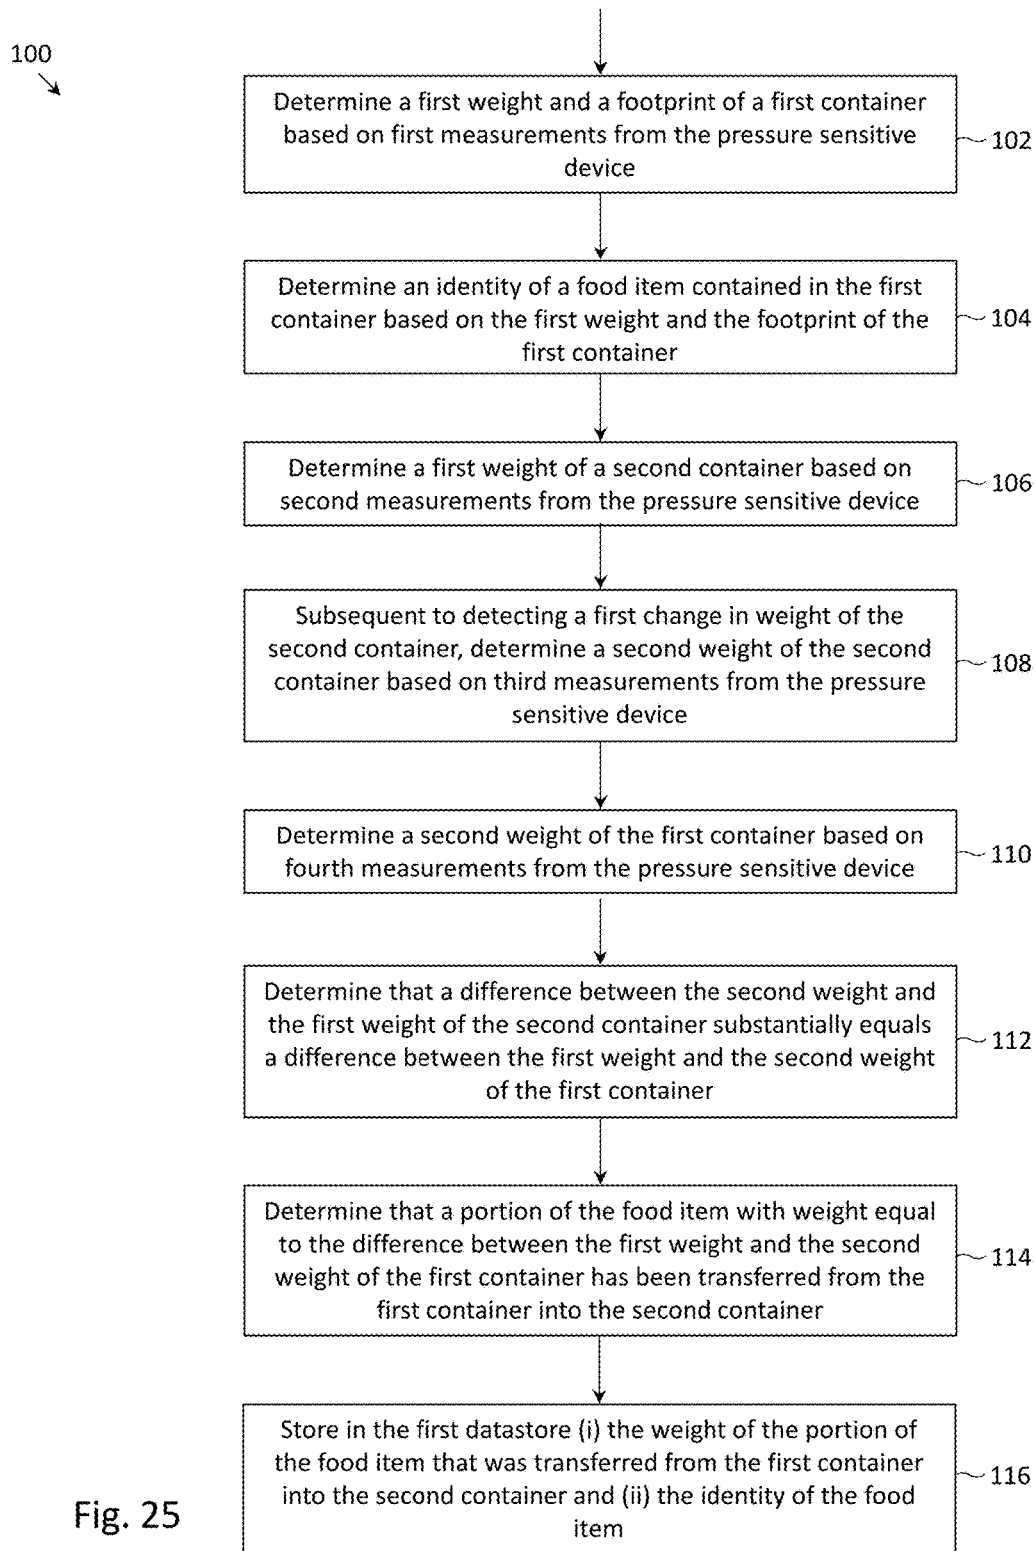 100
Determine a first weight and a footprint of a first container
based on first measurements from the pressure sensitive
device
102
Determine an identity of a food item contained in the first
container based on the first weight and the footprint of the
first container
104
Determine a first weight of a second container based on
second measurements from the pressure sensitive device
106
Subsequent to detecting a first change in weight of the
second container, determine a second weight of the second
container based on third measurements from the pressure
sensitive device
108
Determine a second weight of the first container based on
fourth measurements from the pressure sensitive device
110
Determine that a difference between the second weight and
the first weight of the second container substantially equals
a difference between the first weight and the second weight
of the first container
112
Determine that a portion of the food item with weight equal
to the difference between the first weight and the second
weight of the first container has been transferred from the
first container into the second container
114
Store in the first datastore (i) the weight of the portion of
the food item that was transferred from the first container
into the second container and (ii) the identity of the food
item
116
Fig. 25